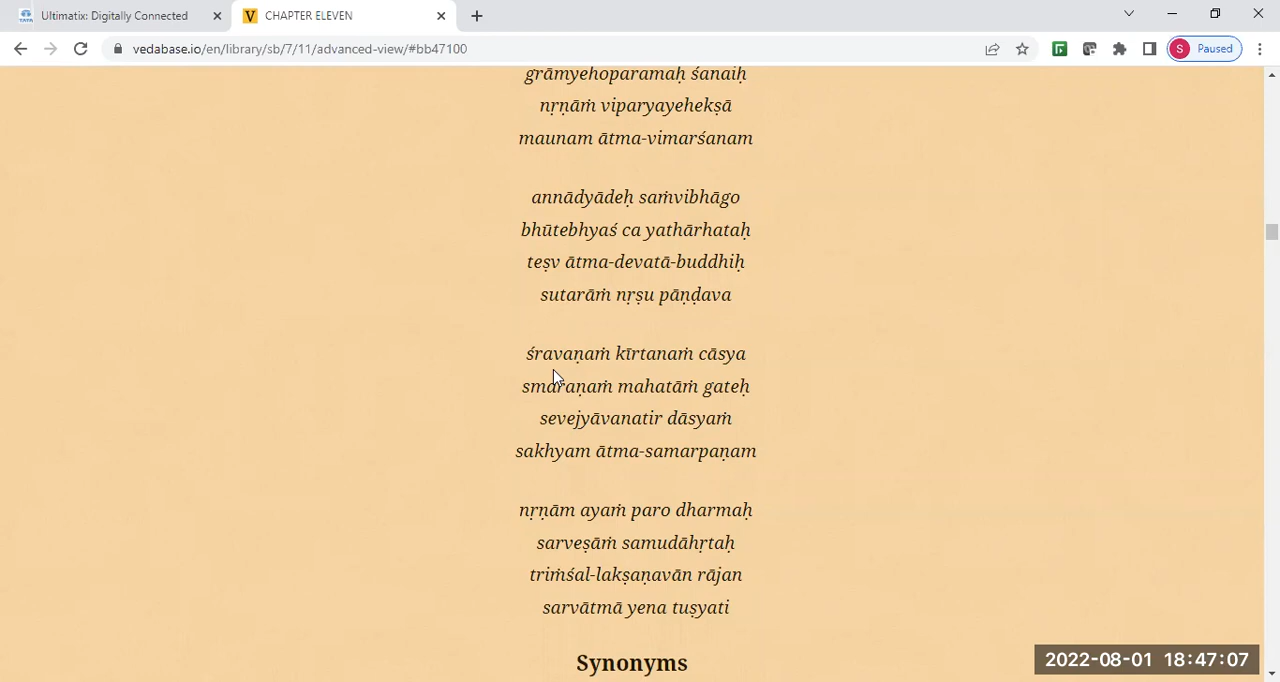 Ultimatix: Digitally Connected
CHAPTER ELEVEN
vedabase.io/en/library/sb/7/11/advanced-view/#bb47100
S Paused
grāmyehoparamaḥ śanaiḥ
nṛṇāṁ viparyayehekṣā
maunam ātma-vimarśanam
annādyādeḥ saṁvibhāgo
bhūtebhyaś ca yathārhataḥ
teṣv ātma-devatā-buddhiḥ
sutarāṁ nṛṣu pāṇḍava
śravaṇaṁ kīrtanaṁ cāsya
smaraṇaṁ mahatāṁ gateḥ
sevejyāvanatir dāsyaṁ
sakhyam ātma-samarpaṇam
nṛṇām ayaṁ paro dharmaḥ
sarveṣāṁ samudāhṛtaḥ
triṁśal-lakṣaṇavān rājan
sarvātmā yena tuṣyati
Synonyms
2022-08-01 18:47:07